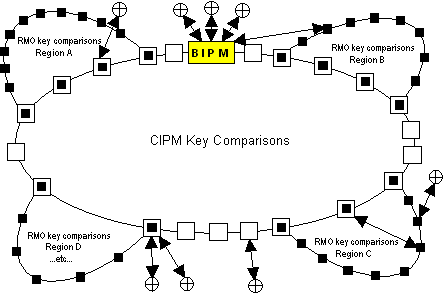 RMO key comparisons
Region A
BIPM
RMO key comparisons
Region B
CIPM Key Comparisons
RMO key comparisons
Region D
...etc...
RMO key comparisons
Region C